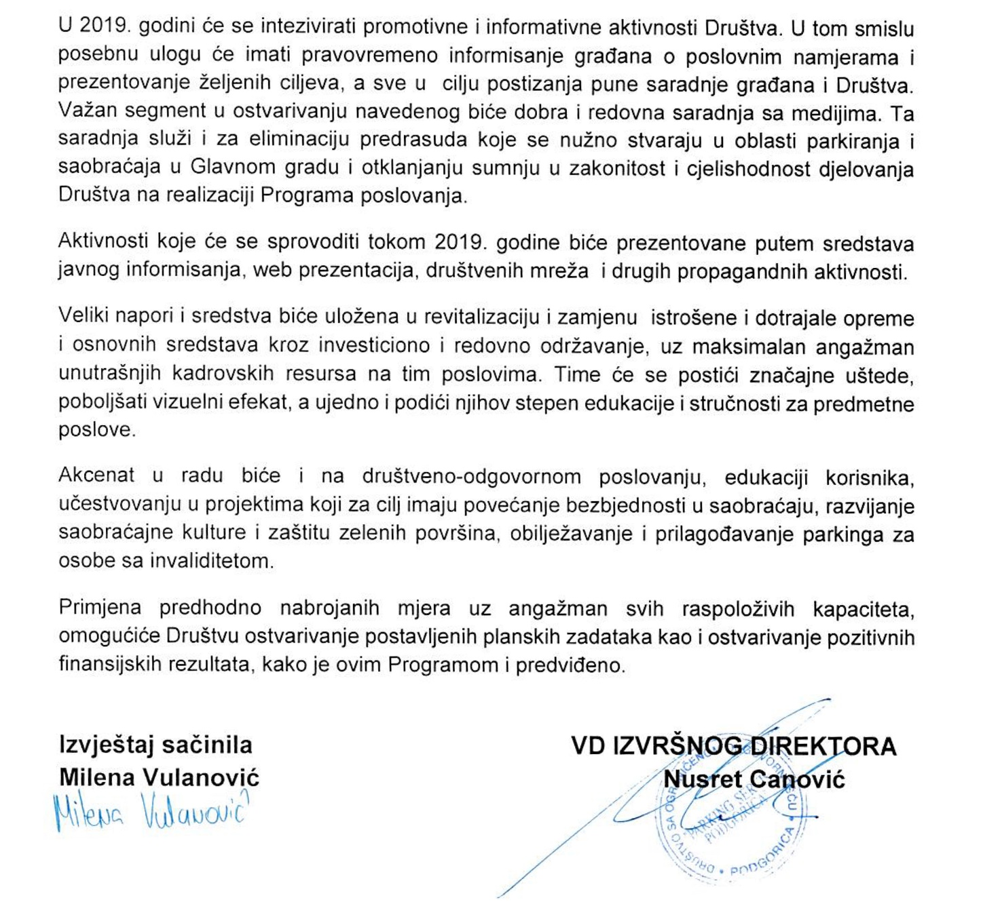 U 2019. godini će se intezivirati promotivne i informativne aktivnosti Društva. U tom smislu
posebnu ulogu će imati pravovremeno informisanje građana o poslovnim namjerama i
prezentovanje željenih ciljeva, a sve u cilju postizanja pune saradnje građana i Društva.
Važan segment u ostvarivanju navedenog biće dobra i redovna saradnja sa medijima. Ta
saradnja služi i za eliminaciju predrasuda koje se nužno stvaraju u oblasti parkiranja i
saobraćaja u Glavnom gradu i otklanjanju sumnju u zakonitost i cjelishodnost djelovanja
Društva na realizaciji Programa poslovanja.
Aktivnosti koje će se sprovoditi tokom 2019. godine biće prezentovane putem sredstava
javnog informisanja, web prezentacija, društvenih mreža i drugih propagandnih aktivnosti.
Veliki napori i sredstva biće uložena u revitalizaciju i zamjenu istrošene i dotrajale opreme
i osnovnih sredstava kroz investiciono i redovno održavanje, uz maksimalan angažman
unutrašnjih kadrovskih resursa na tim poslovima. Time će se postići značajne uštede,
poboljšati vizuelni efekat, a ujedno i podići njihov stepen edukacije i stručnosti za predmetne
poslove.
Akcenat u radu biće i na društveno-odgovornom poslovanju, edukaciji korisnika,
učestvovanju u projektima koji za cilj imaju povećanje bezbjednosti u saobraćaju, razvijanje
saobraćajne kulture i zaštitu zelenih površina, obilježavanje i prilagođavanje parkinga za
osobe sa invaliditetom.
Primjena predhodno nabrojanih mjera uz angažman svih raspoloživih kapaciteta,
omogućiće Društvu ostvarivanje postavljenih planskih zadataka kao i ostvarivanje pozitivnih
finansijskih rezultata, kako je ovim Programom i predviđeno.
Izvještaj sačinila
Milena Vulanović
Milena Vulanović
VD IZVRŠNOG DIREKTORA
Nusret Canović
DRUŠTVO SA OGRANIČENOM ODGOVORNOŠĆU • PODGORICA •
"PARKING SERVIS
PODGORICA"